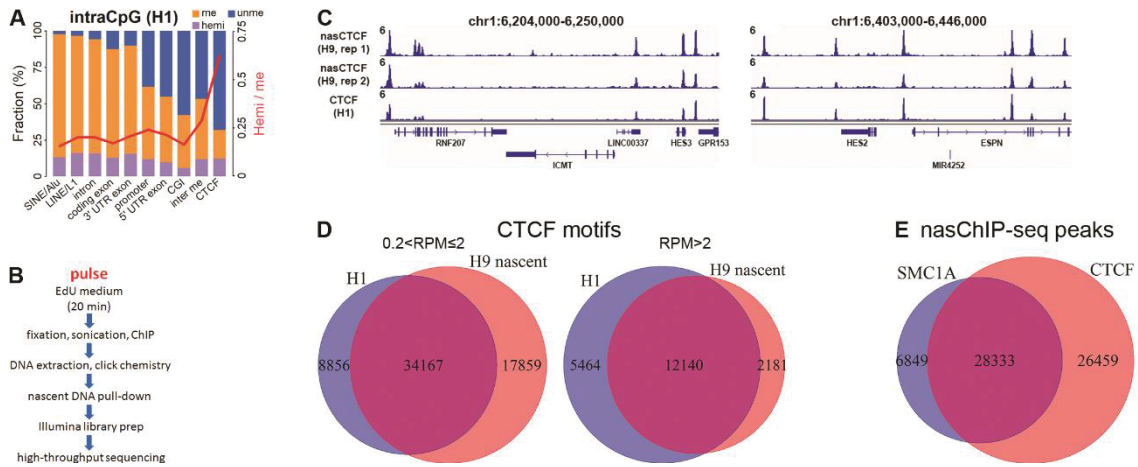 A
intraCpG (H1)
me
hemi
unme
Fraction (%)
100
75
50
25
0
0.75
0.5
0.25
0
Hemi / me
SINE/Alu
LINE/L1
intron
coding exon
3' UTR exon
promoter
5' UTR exon
CGI
inter me
CTCF
B
pulse
EdU medium
(20 min)
fixation, sonication, ChIP
DNA extraction, click chemistry
nascent DNA pull-down
Illumina library prep
high-throughput sequencing
C
chr1:6,204,000-6,250,000
chr1:6,403,000-6,446,000
nasCTCF
(H9, rep 1)
6
6
nasCTCF
(H9, rep 2)
6
6
CTCF
(H1)
6
6
RNF207
LINC00337
HES3
GPR153
ICMT
HES2
ESPN
MIR4252
D
CTCF motifs
0.2<RPM≤2
H1
H9 nascent
8856
34167
17859
RPM>2
H1
H9 nascent
5464
12140
2181
E
nasChIP-seq peaks
SMC1A
CTCF
6849
28333
26459